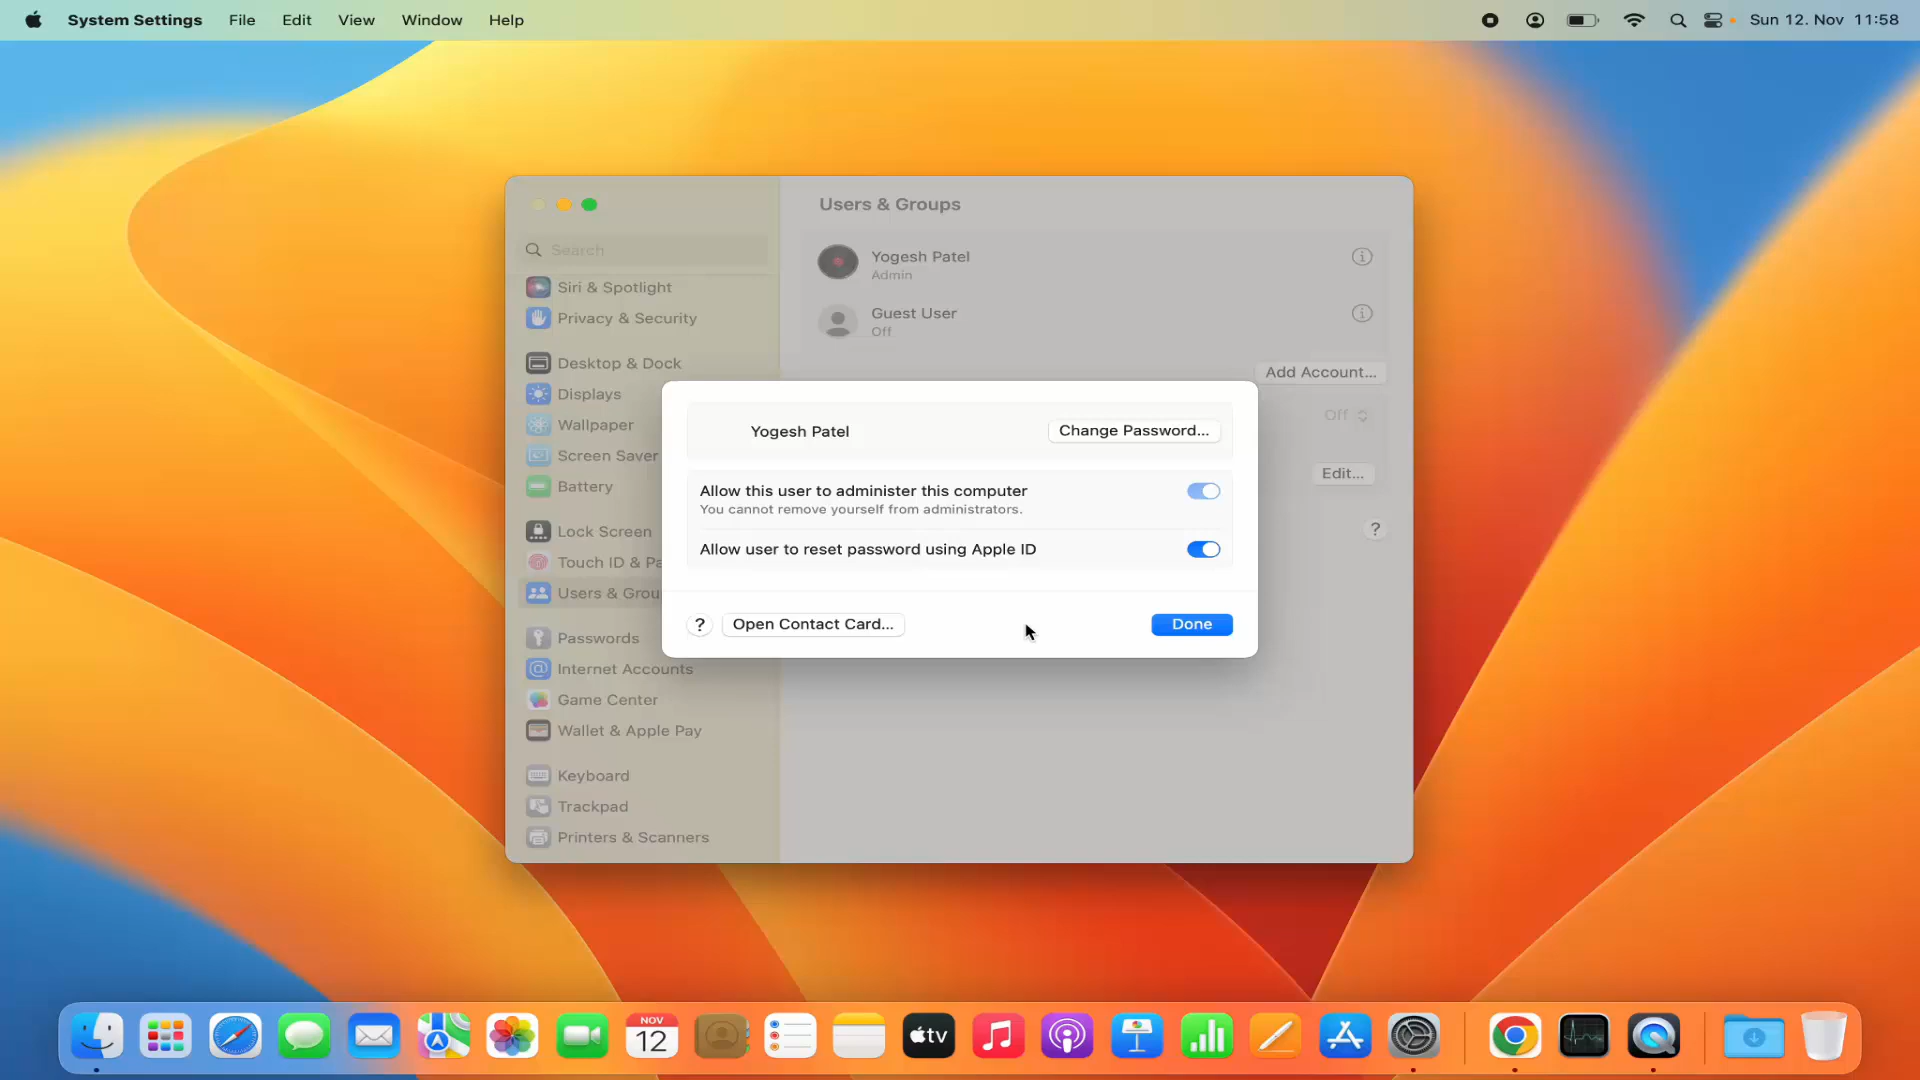 System Settings File Edit View Window Help Sun 12. Nov 11:58
Users & Groups
Search
Yogesh Patel
Admin
Guest User
Off
Add Account...
Off
Edit...
?
Siri & Spotlight
Privacy & Security
Desktop & Dock
Displays
Wallpaper
Screen Saver
Battery
Lock Screen
Touch ID & Pa
Users & Grou
Passwords
Internet Accounts
Game Center
Wallet & Apple Pay
Keyboard
Trackpad
Printers & Scanners
Yogesh Patel Change Password...
Allow this user to administer this computer
You cannot remove yourself from administrators.
Allow user to reset password using Apple ID
? Open Contact Card... Done
NOV
12
tv